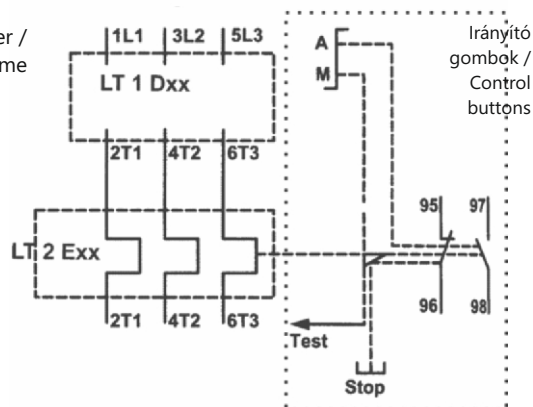 er /
me
1L1 3L2 5L3
LT 1 Dxx
2T1 4T2 6T3
LT 2 Exx
2T1 4T2 6T3
A
M
Irányító
gombok /
Control
buttons
95 97
96 98
Test
Stop